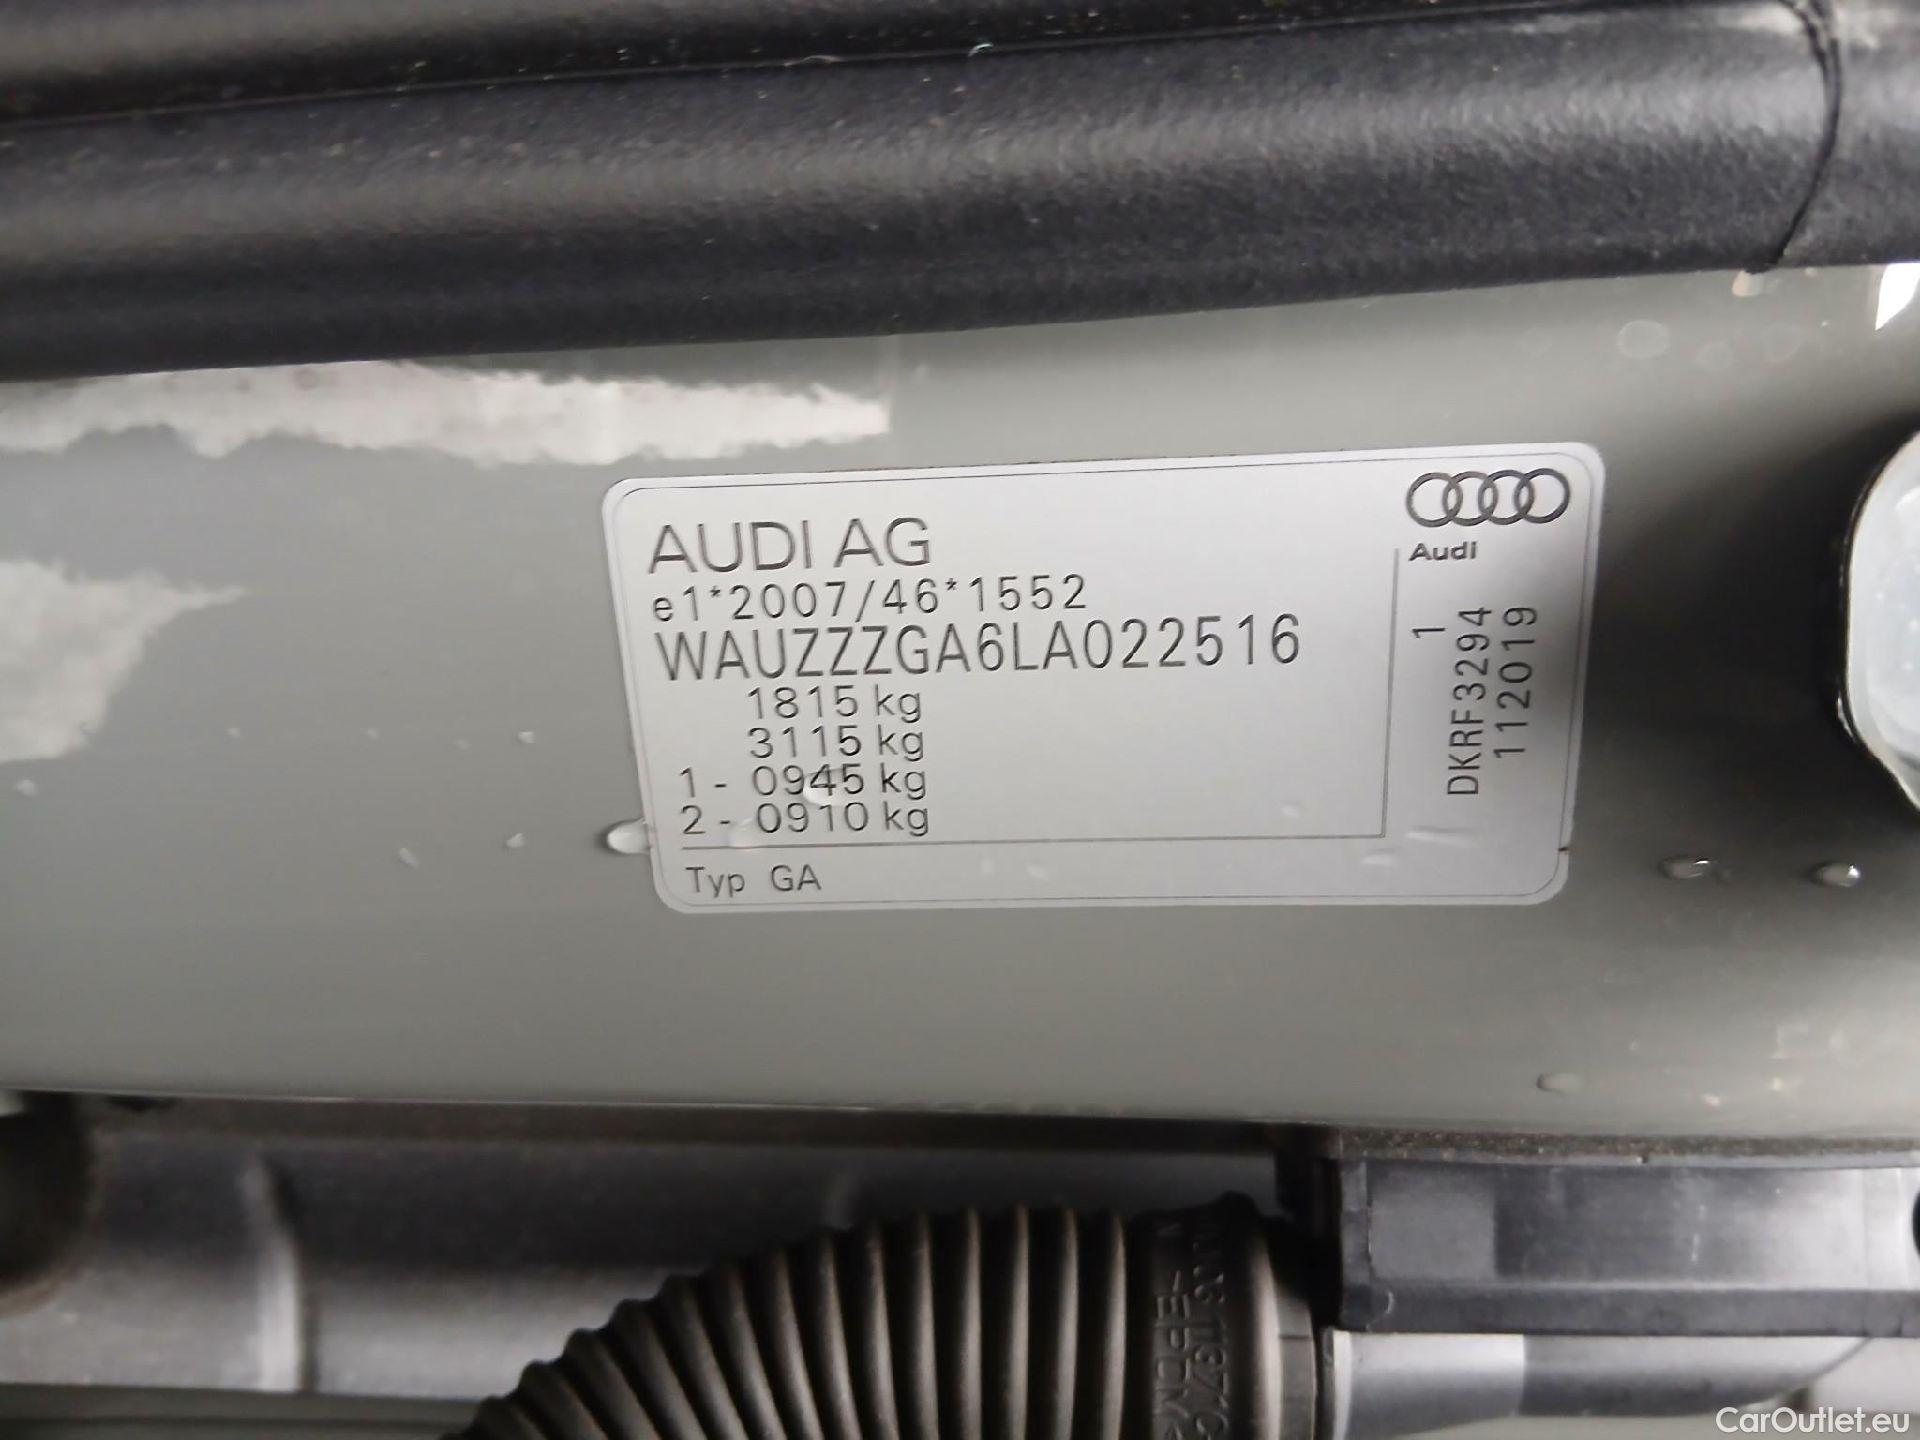 AUDI AG
e1*2007/46*1552
WAUZZZGA6LA022516
1815 kg
3115 kg
1 - 0945 kg
2 - 0910 kg
Typ GA
Audi
1
DKRF3294
112019
CarOutlet.eu